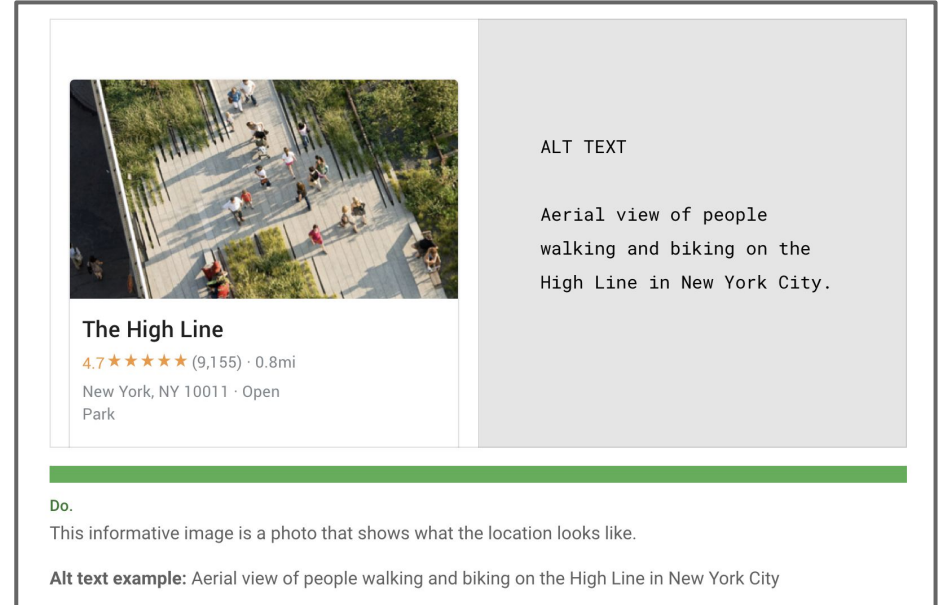 ALT TEXT
Aerial view of people
walking and biking on the
High Line in New York City.
The High Line
4.7 ★★★★★ (9,155) · 0.8mi
New York, NY 10011 · Open
Park
Do.
This informative image is a photo that shows what the location looks like.
Alt text example: Aerial view of people walking and biking on the High Line in New York City